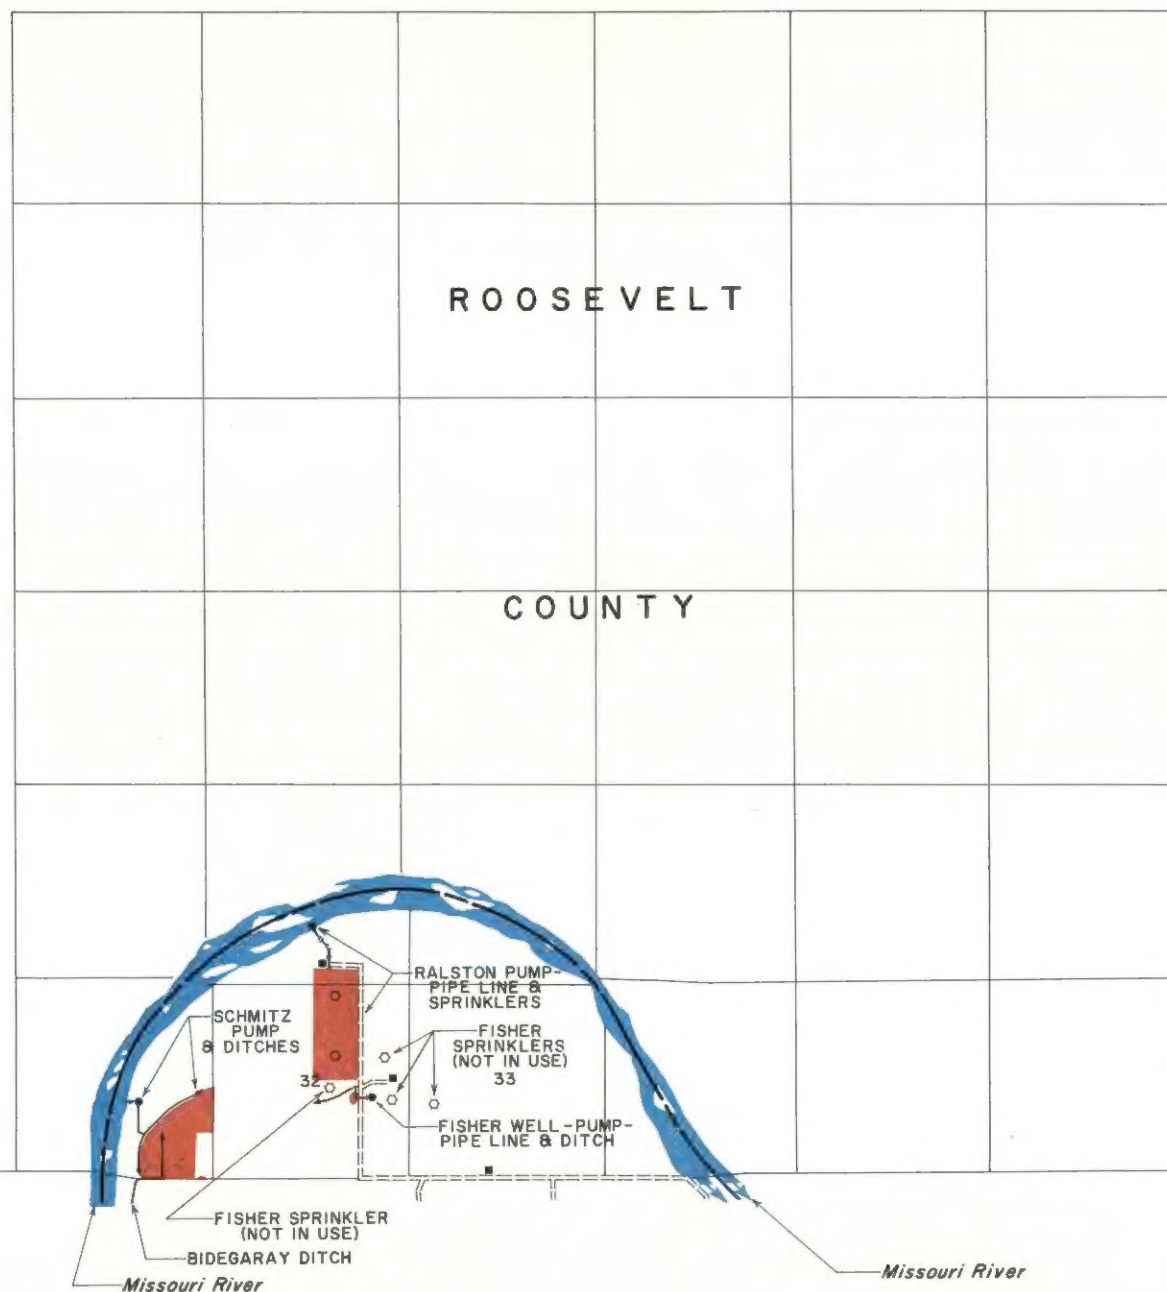 ROOSEVELT
COUNTY
RALSTON PUMP-
PIPE LINE &
SPRINKLERS
SCHMITZ
PUMP
& DITCHES
FISHER
SPRINKLERS
(NOT IN USE)
32
33
FISHER WELL-PUMP-
PIPE LINE & DITCH
FISHER SPRINKLER
(NOT IN USE)
BIDEGARAY DITCH
Missouri River
Missouri River